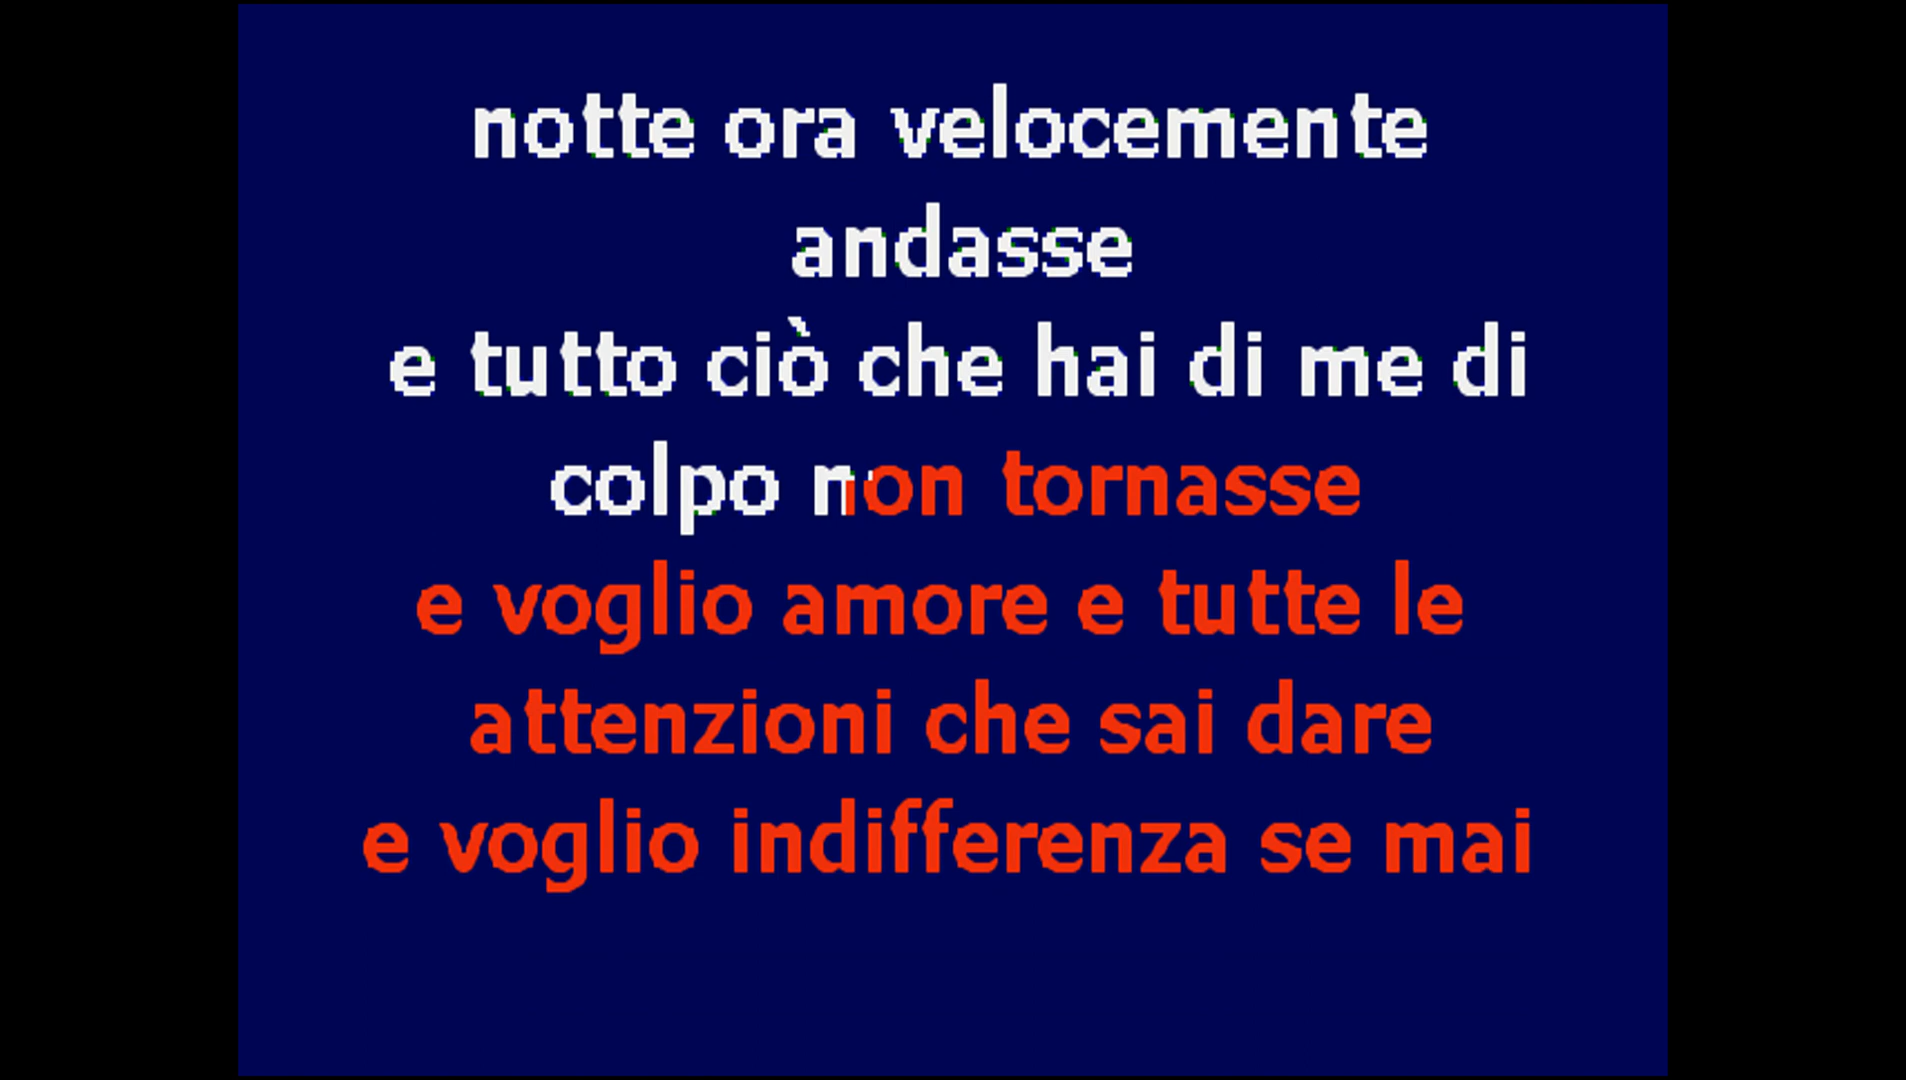 notte ora velocemente
andasse
e tutto ciò che hai di me di
colpo non tornasse
e voglio amore e tutte le
attenzioni che sai dare
e voglio indifferenza se mai